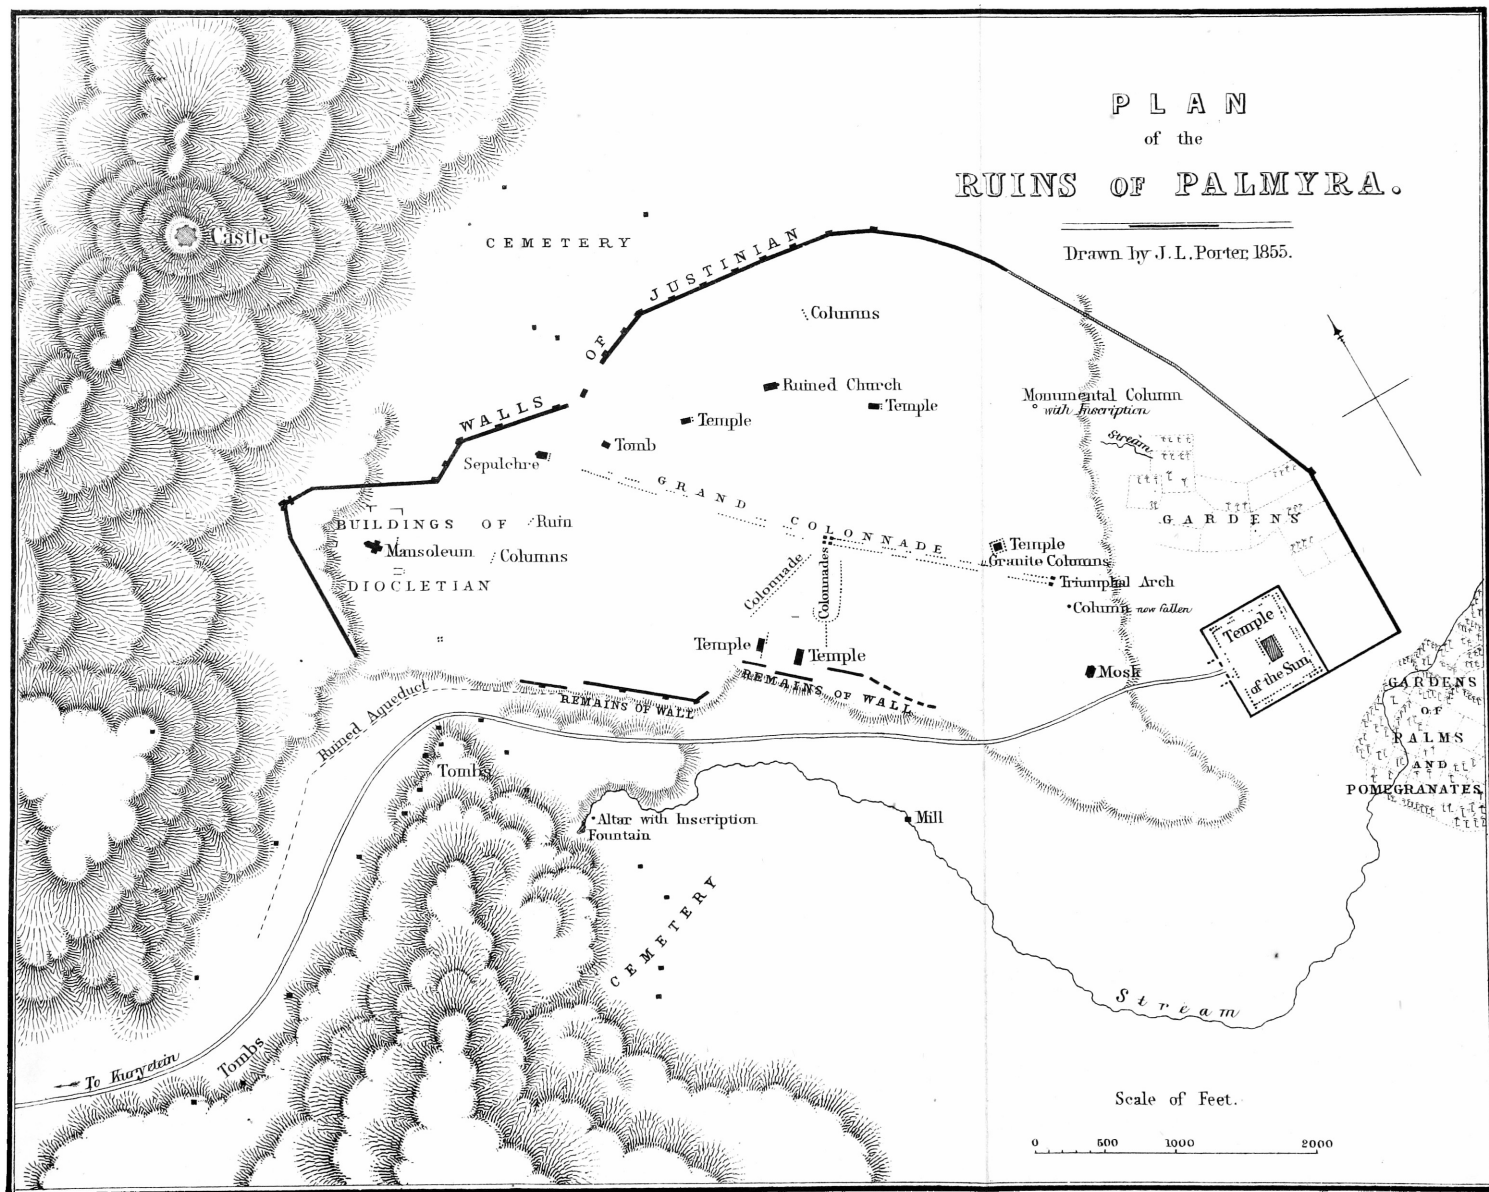 PLAN
of the
RUINS OF PALMYRA.
Drawn by J. L. Porter, 1855.
Castle
CEMETERY
WALLS OF JUSTINIAN
Columns
Ruined Church
Temple
Temple
Tomb
Sepulchre
Monumental Column
with Inscription
Stream
GARDENS
GRAND COLONNADE
BUILDINGS OF
DIOCLETIAN
Ruin
Mausoleum
Columns
Colonnade
Colonnades
Temple
Granite Columns
Triumphal Arch
Column now fallen
Temple
of the Sun
Temple
Temple
Mosk
REMAINS OF WALL
REMAINS OF WALL
Ruined Aqueduct
GARDENS
OF
PALMS
AND
POMEGRANATES
Tombs
Altar with Inscription
Fountain
Mill
CEMETERY
Stream
Tombs
To Kuryetein
Scale of Feet.
0 500 1000 2000